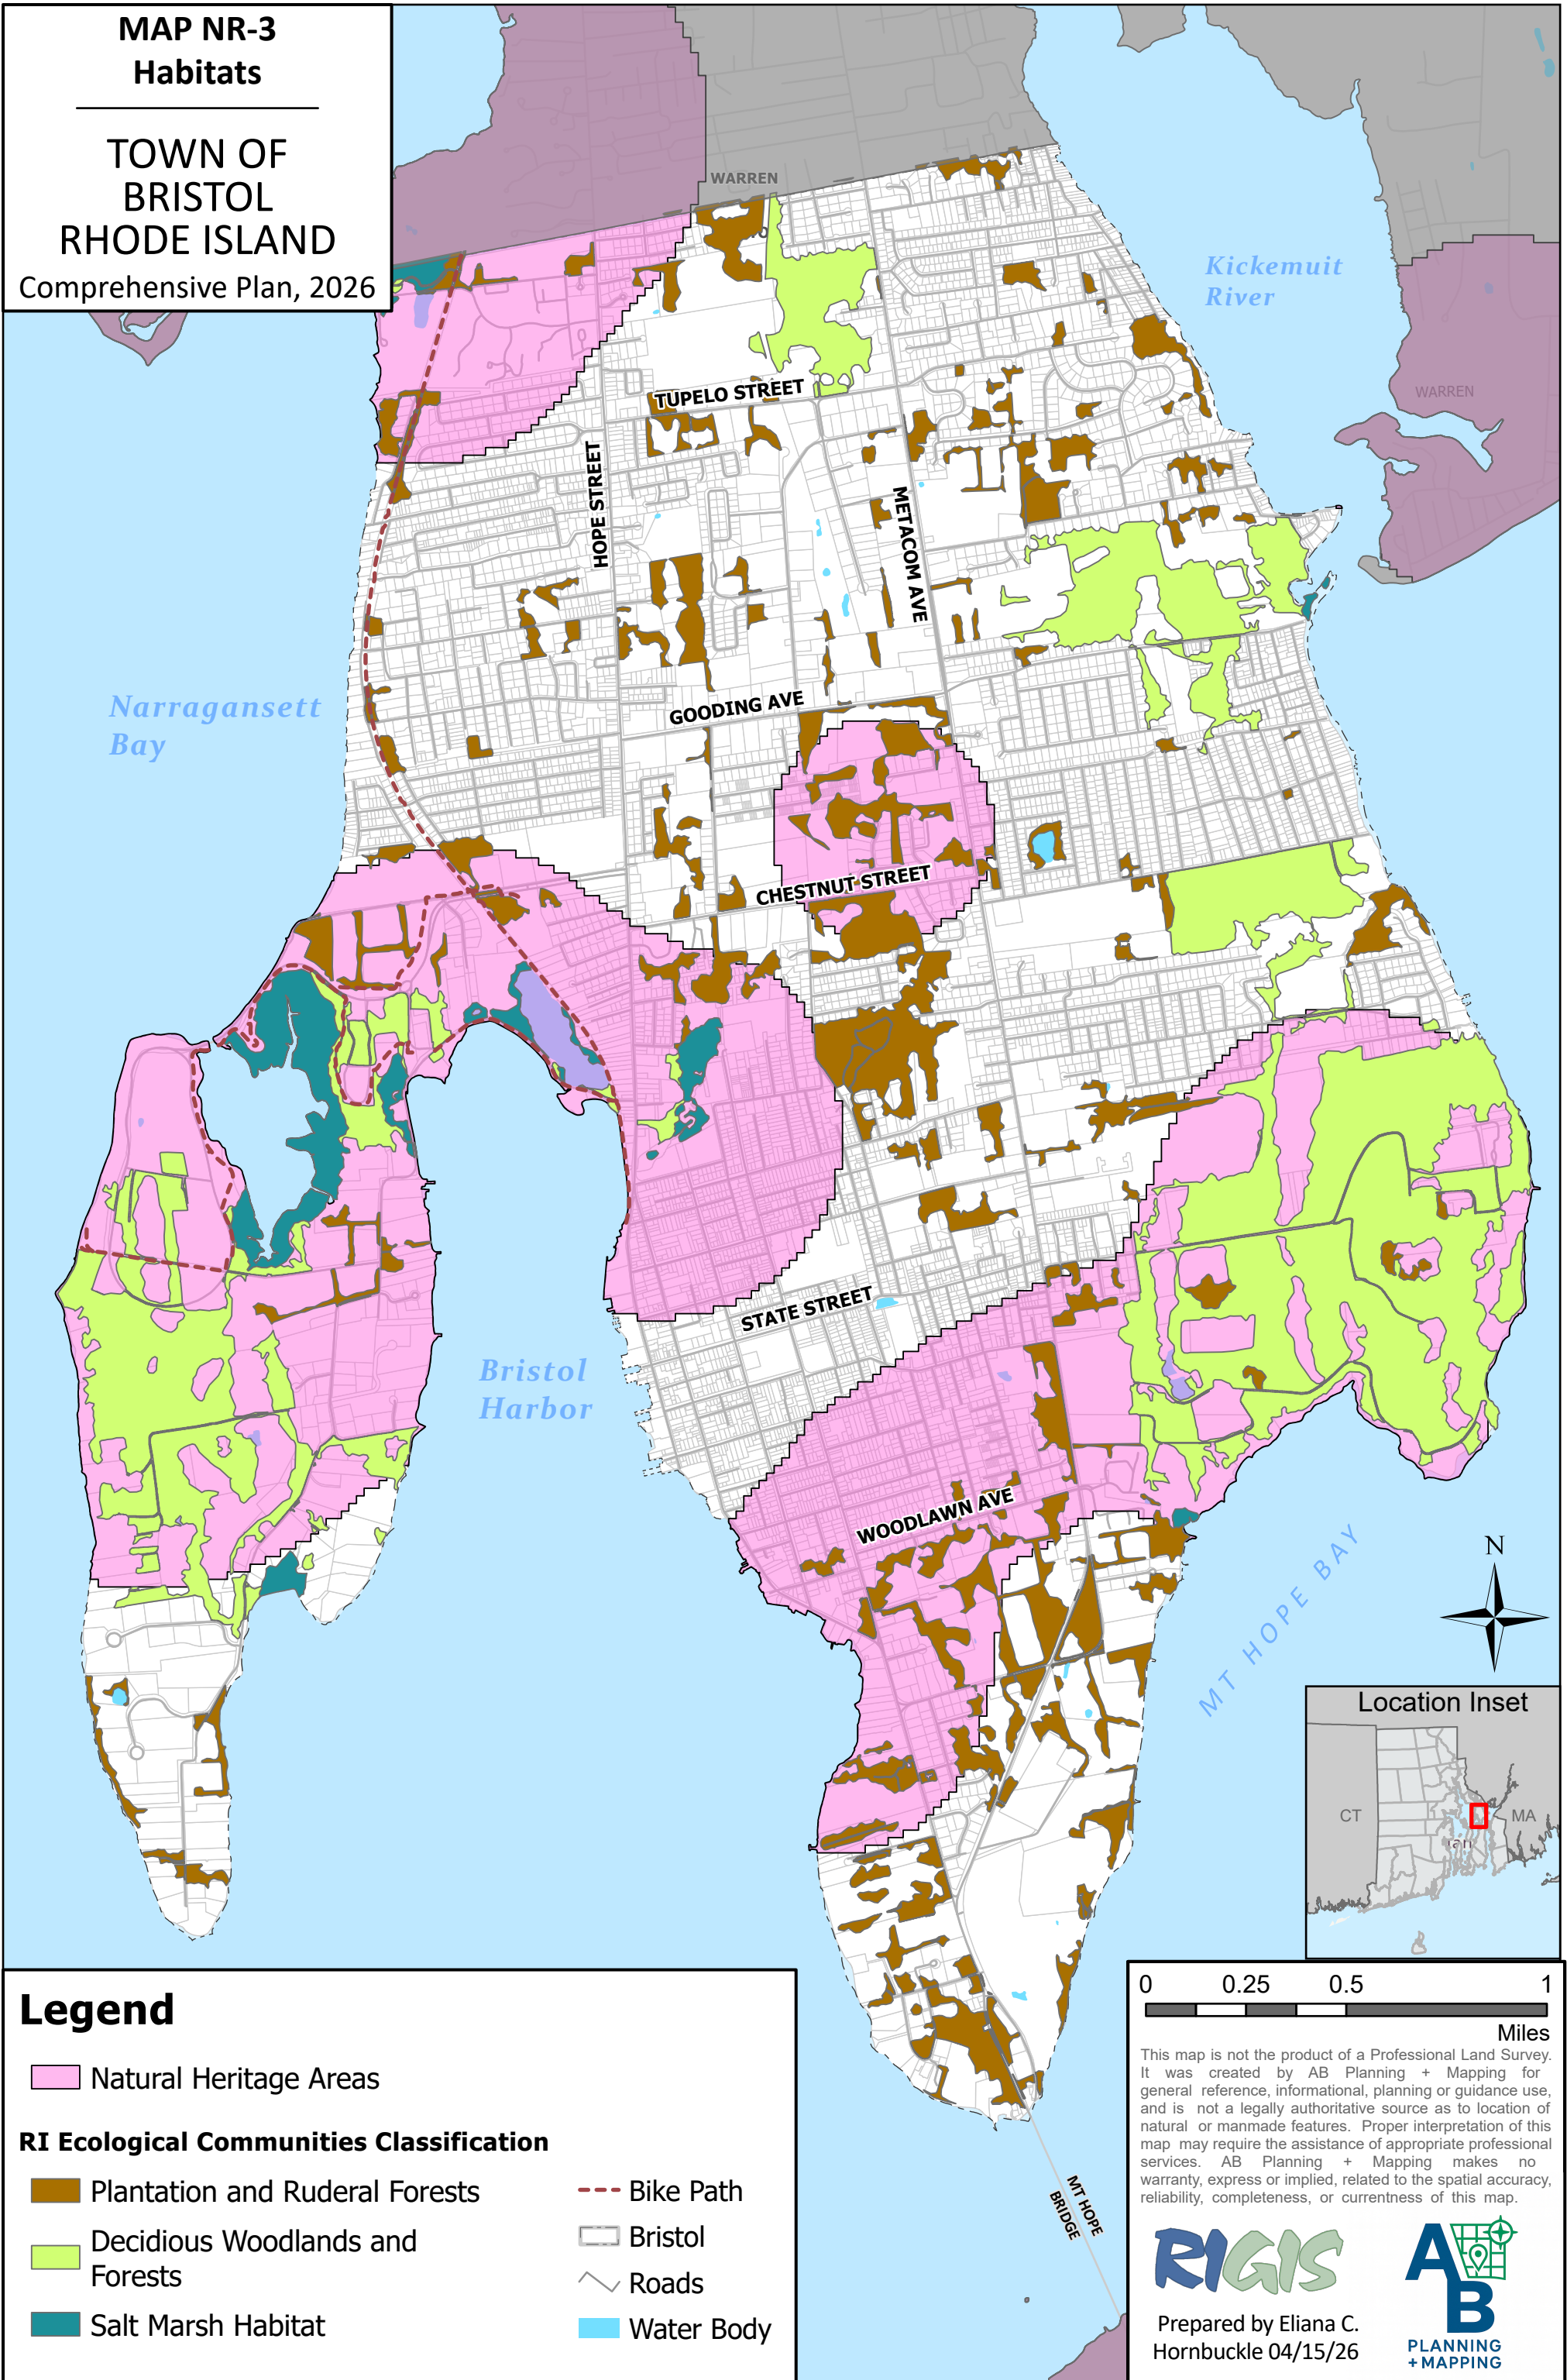 MAP NR-3
Habitats
TOWN OF
BRISTOL
RHODE ISLAND
Comprehensive Plan, 2026
WARREN
Kickemuit
River
WARREN
TUPELO STREET
HOPE STREET
METACOM AVE
Narragansett
Bay
GOODING AVE
CHESTNUT STREET
STATE STREET
Bristol
Harbor
WOODLAWN AVE
MT HOPE BAY
N
Location Inset
CT
MA
MT HOPE
BRIDGE
Legend
Natural Heritage Areas
RI Ecological Communities Classification
Plantation and Ruderal Forests
Decidious Woodlands and
Forests
Salt Marsh Habitat
Bike Path
Bristol
Roads
Water Body
0 0.25 0.5 1
Miles
This map is not the product of a Professional Land Survey.
It was created by AB Planning + Mapping for
general reference, informational, planning or guidance use,
and is not a legally authoritative source as to location of
natural or manmade features. Proper interpretation of this
map may require the assistance of appropriate professional
services. AB Planning + Mapping makes no
warranty, express or implied, related to the spatial accuracy,
reliability, completeness, or currentness of this map.
RIGIS
Prepared by Eliana C.
Hornbuckle 04/15/26
AB
PLANNING
+MAPPING